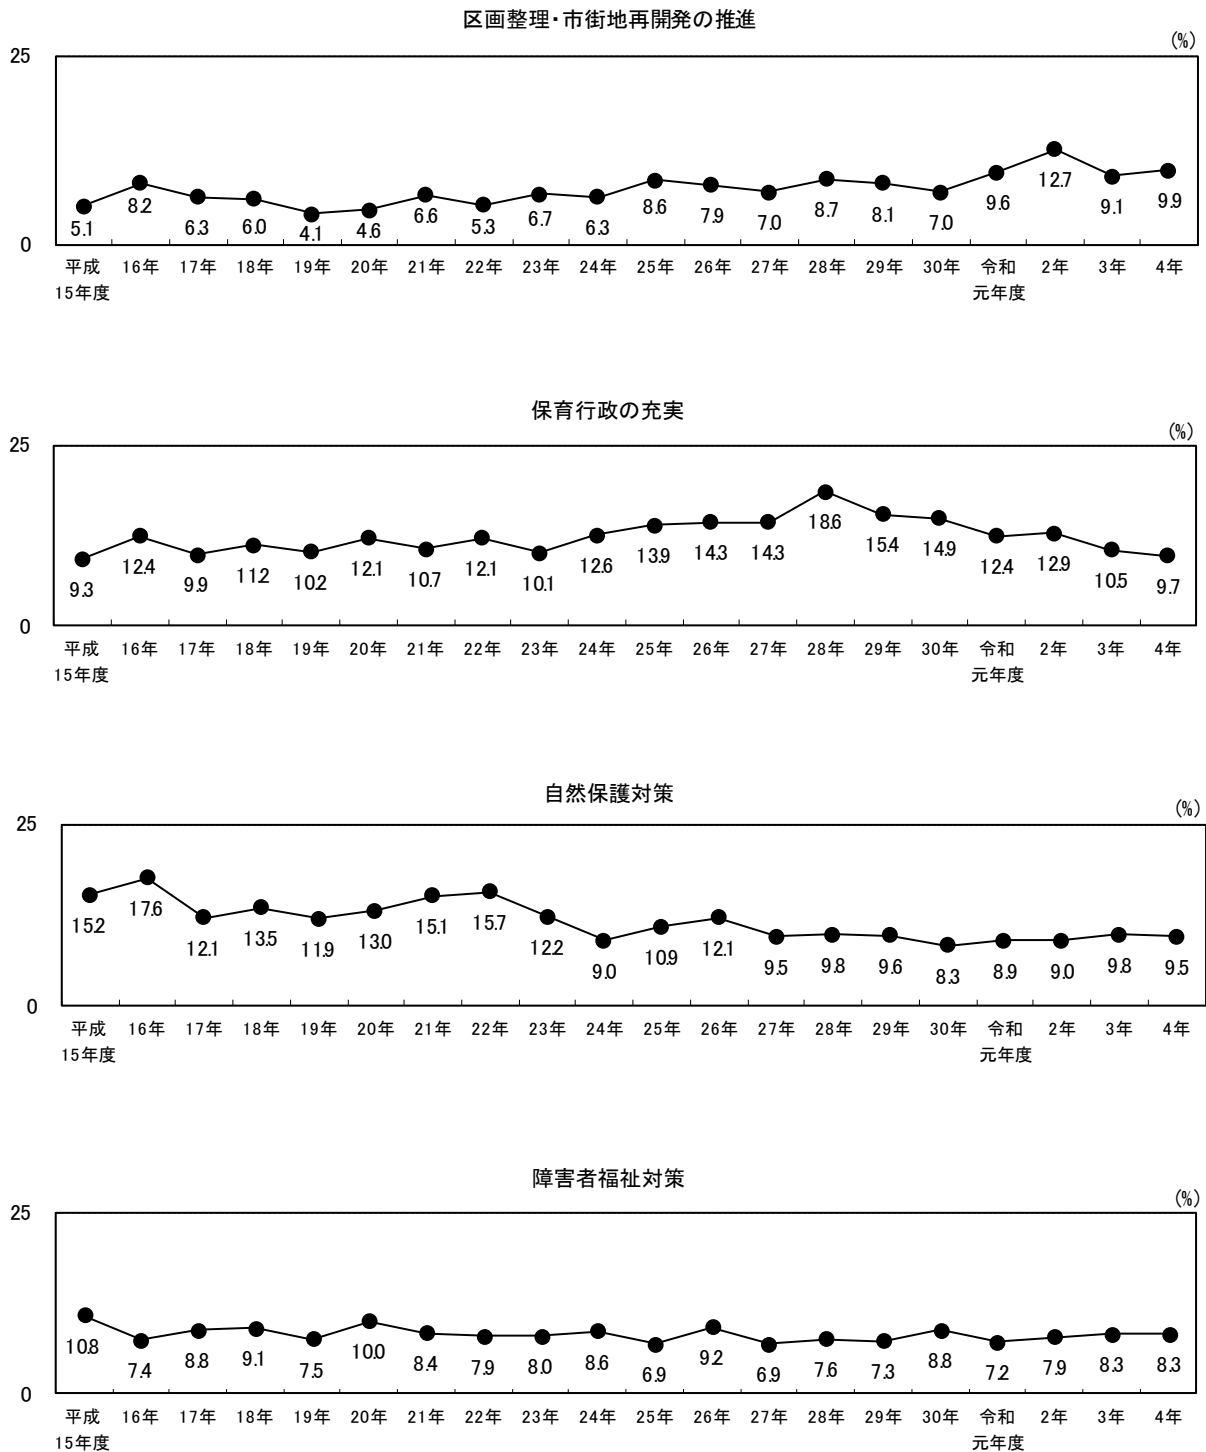 区画整理・市街地再開発の推進
(%)
25
5.1 8.2 6.3 6.0 4.1 4.6 6.6 5.3 6.7 6.3 8.6 7.9 7.0 8.7 8.1 7.0 9.6 12.7 9.1 9.9
0
平成 16年 17年 18年 19年 20年 21年 22年 23年 24年 25年 26年 27年 28年 29年 30年 令和 2年 3年 4年
15年度 元年度
保育行政の充実
(%)
25
9.3 12.4 9.9 11.2 10.2 12.1 10.7 12.1 10.1 12.6 13.9 14.3 14.3 18.6 15.4 14.9 12.4 12.9 10.5 9.7
0
平成 16年 17年 18年 19年 20年 21年 22年 23年 24年 25年 26年 27年 28年 29年 30年 令和 2年 3年 4年
15年度 元年度
自然保護対策
(%)
25
15.2 17.6 12.1 13.5 11.9 13.0 15.1 15.7 12.2 9.0 10.9 12.1 9.5 9.8 9.6 8.3 8.9 9.0 9.8 9.5
0
平成 16年 17年 18年 19年 20年 21年 22年 23年 24年 25年 26年 27年 28年 29年 30年 令和 2年 3年 4年
15年度 元年度
障害者福祉対策
(%)
25
10.8 7.4 8.8 9.1 7.5 10.0 8.4 7.9 8.0 8.6 6.9 9.2 6.9 7.6 7.3 8.8 7.2 7.9 8.3 8.3
0
平成 16年 17年 18年 19年 20年 21年 22年 23年 24年 25年 26年 27年 28年 29年 30年 令和 2年 3年 4年
15年度 元年度